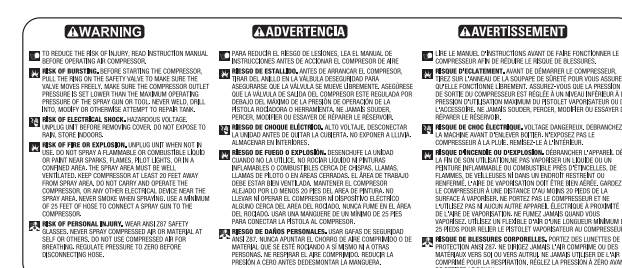 WARNING
TO REDUCE THE RISK OF INJURY, READ INSTRUCTION MANUAL
BEFORE OPERATING AIR COMPRESSOR.
RISK OF BURSTING. BEFORE STARTING THE COMPRESSOR,
PULL THE RING ON THE SAFETY VALVE TO MAKE SURE THE
VALVE MOVES FREELY. MAKE SURE THE COMPRESSOR OUTLET
PRESSURE IS SET LOWER THAN THE MAXIMUM OPERATING
PRESSURE OF THE SPRAY GUN OR TOOL. NEVER WELD, DRILL
INTO, MODIFY OR OTHERWISE ATTEMPT TO REPAIR TANK.
RISK OF ELECTRICAL SHOCK. HAZARDOUS VOLTAGE.
UNPLUG UNIT BEFORE REMOVING COVER. DO NOT EXPOSE TO
RAIN, STORE INDOORS.
RISK OF FIRE OR EXPLOSION. UNPLUG UNIT WHEN NOT IN
USE. DO NOT SPRAY A FLAMMABLE OR COMBUSTIBLE LIQUID
OR PAINT NEAR SPARKS, FLAMES, PILOT LIGHTS, OR IN A
CONFINED AREA. THE SPRAY AREA MUST BE WELL
VENTILATED. KEEP COMPRESSOR AT LEAST 20 FEET AWAY
FROM SPRAY AREA, DO NOT CARRY AND OPERATE THE
COMPRESSOR, OR ANY OTHER ELECTRICAL DEVICE NEAR THE
SPRAY AREA. NEVER SMOKE WHEN SPRAYING. USE A MINIMUM
OF 25 FEET OF HOSE TO CONNECT A SPRAY GUN TO THE
COMPRESSOR.
RISK OF PERSONAL INJURY. WEAR ANSI Z87 SAFETY
GLASSES. NEVER SPRAY COMPRESSED AIR OR MATERIAL AT
SELF OR OTHERS. DO NOT USE COMPRESSED AIR FOR
BREATHING. REGULATE PRESSURE TO ZERO BEFORE
DISCONNECTING HOSE.
ADVERTENCIA
PARA REDUCIR EL RIESGO DE LESIONES, LEA EL MANUAL DE
INSTRUCCIONES ANTES DE ACCIONAR EL COMPRESOR DE AIRE
RIESGO DE ESTALLIDO. ANTES DE ARRANCAR EL COMPRESOR,
TIRAR DEL ANILLO EN LA VÁLVULA DESEGURIDAD PARA
ASEGURARSE QUE LA VÁLVULA SE MUEVE LIBREMENTE. ASEGÚRESE
QUE LA VÁLVULA DE SALIDA DEL COMPRESOR ESTE REGULADA POR
DEBAJO DEL MÁXIMO DE LA PRESIÓN DE OPERACIÓN DE LA
PISTOLA ROCIADORA O HERRAMIENTA. NE JAMAIS SOUDER,
PERCER, MODIFIER OU ESSAYER DE RÉPARER LE RÉSERVOIR.
RIESGO DE CHOQUE ELÉCTRICO. ALTO VOLTAJE, DESCONECTAR
LA UNIDAD ANTES DE QUITAR LA CUBIERTA. NO EXPONER A LLUVIA.
ALMACENAR EN INTERIORES.
RIESGO DE FUEGO O EXPLOSIÓN. DESENCHUFE LA UNIDAD
CUANDO NO LA UTILICE. NO ROCIAR LÍQUIDO NI PINTURAS
INFLAMABLES O COMBUSTIBLES CERCA DE CHISPAS, LLAMAS,
LLAMAS DE PILOTO O EN ÁREAS CERRADAS. EL ÁREA DE TRABAJO
DEBE ESTAR BIEN VENTILADA. MANTENER EL COMPRESOR
ALEJADO POR LO MENOS 20 PIES DEL ÁREA DE PINTURA. NO
LLEVAR NI OPERAR EL COMPRESOR NI DISPOSITIVO ELÉCTRICO
ALGUNO CERCA DEL ÁREA DEL ROCIADO. NUNCA FUME EN EL ÁREA
DEL ROCIADO. USAR UNA MANGUERA DE UN MÍNIMO DE 25 PIES
PARA CONECTAR LA PISTOLA AL COMPRESOR.
RIESGO DE DAÑOS PERSONALES. USAR GAFAS DE SEGURIDAD
ANSI Z87. NUNCA APUNTAR EL CHORRO DE AIRE COMPRIMIDO O DE
MATERIAL QUE SE ESTÉ ROCIANDO A SÍ MISMO NI A OTRAS
PERSONAS. NE RESPIRAR EL AIRE COMPRIMIDO. REDUCIR LA
PRESIÓN A CERO ANTES DEDESMONTAR LA MANGUERA.
AVERTISSEMENT
LIRE LE MANUEL D'INSTRUCTIONS AVANT DE FAIRE FONCTIONNER LE
COMPRESSEUR AFIN DE RÉDUIRE LE RISQUE DE BLESSURES.
RISQUE D'ECLATEMENT. AVANT DE DÉMARRER LE COMPRESSEUR,
TIREZ SUR L'ANNEAU DE LA SOUPAPE DE SÛRETÉ POUR VOUS ASSURE
QU'ELLE FONCTIONNE LIBREMENT. ASSUREZ-VOUS QUE LA PRESSION
DE SORTIE DU COMPRESSEUR EST RÉGLÉE À UN NIVEAU INFÉRIEUR À
PRESSION D'UTILISATION MAXIMUM DU PISTOLET VAPORISATEUR OU D
L'ACCESSOIRE. NE JAMAIS SOUDER, PERCER, MODIFIER OU ESSAYER D
RÉPARER LE RÉSERVOIR.
RISQUE DE CHOC ÉLECTRIQUE. VOLTAGE DANGEREUX, DÉBRANCHEZ
LA MACHINE AVANT D'ENLEVER BOITIER. N'EXPOSEZ PAS LE
COMPRESSEUR À LA PLUIE. REMISEZ-LE À L'INTÉRIEUR.
RISQUE D'INCENDIE OU D'EXPLOSION. DÉBRANCHER L'APPAREIL DÈ
LA FIN DE SON UTILISATION.NE PAS VAPORISER UN LIQUIDE OU UN
PEINTURE INFLAMMABLE OU COMBUSTIBLE PRÈS D'ÉTINCELLES, DE
FLAMMES, DE VEILLEUSES NI DANS UN ENDROIT RESTREINT OU
RENFERMÉ. L'AIRE DE VAPORISATION DOIT ÊTRE BIEN AÉRÉE, GARDEZ
LE COMPRESSEUR À UNE DISTANCE D'AU MOINS 20 PIEDS DE LA
SURFACE À VAPORISER. NE PORTEZ PAS LE COMPRESSEUR ET NE
L'UTILISEZ PAS NI AUCUN AUTRE APPAREIL ÉLECTRIQUE À PROXIMITÉ
DE L'AIRE DE VAPORISATION. NE FUMEZ JAMAIS QUAND VOUS
VAPORISEZ. UTILISEZ UN FLEXIBLE D'AIR D'UNE LONGUEUR MINIMUM
25 PIEDS POUR RELIER LE PISTOLET VAPORISATEUR AU COMPRESSEUR
RISQUE DE BLESSURES CORPORELLES. PORTEZ DES LUNETTES DE
PROTECTION ANSI Z87. NE DIRIGEZ JAMAIS L'AIR COMPRIMÉ OU DES
MATÉRIAUX VERS SOI OU VERS AUTRUI. NE JAMAIS UTILISER DE L'AIR
COMPRIMÉ POUR LA RESPIRATION. RÉGLEZ LA PRESSION À ZÉRO AVAN